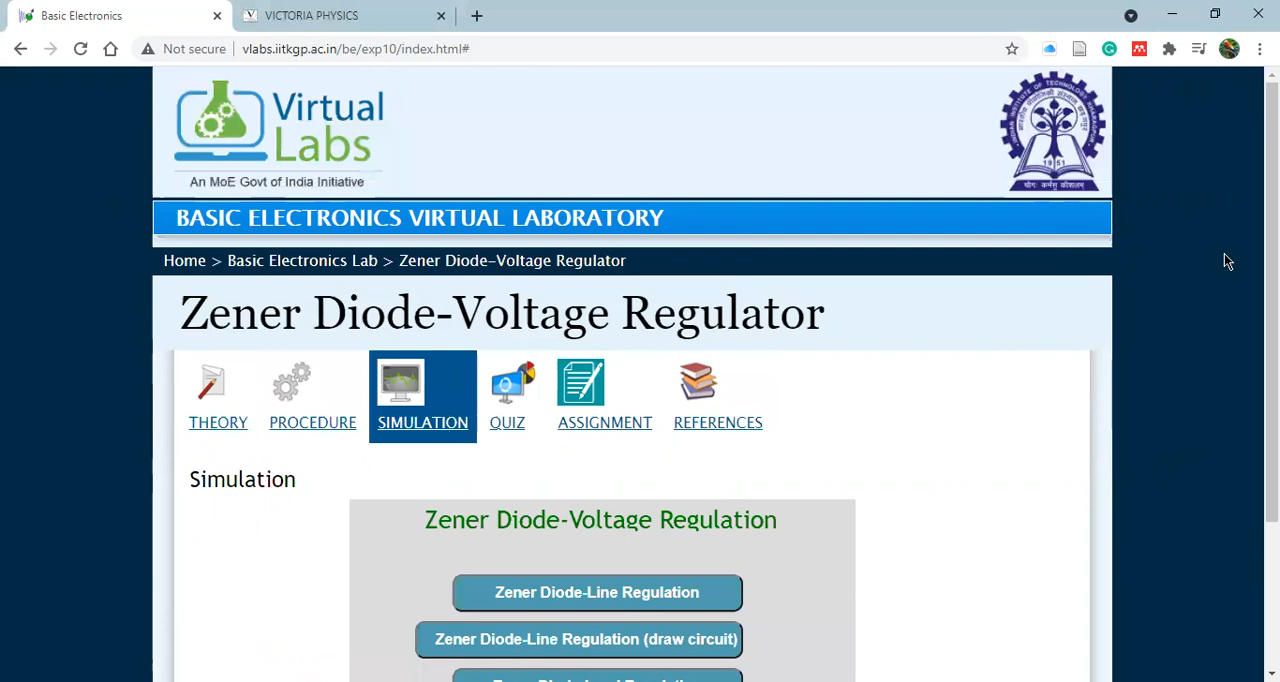 Basic Electronics
VICTORIA PHYSICS
Not secure
vlabs.iitkgp.ac.in/be/exp10/index.html#
Virtual
Labs
An MoE Govt of India Initiative
1951
BASIC ELECTRONICS VIRTUAL LABORATORY
Home > Basic Electronics Lab > Zener Diode-Voltage Regulator
Zener Diode-Voltage Regulator
THEORY
PROCEDURE
SIMULATION
QUIZ
ASSIGNMENT
REFERENCES
Simulation
Zener Diode-Voltage Regulation
Zener Diode-Line Regulation
Zener Diode-Line Regulation (draw circuit)